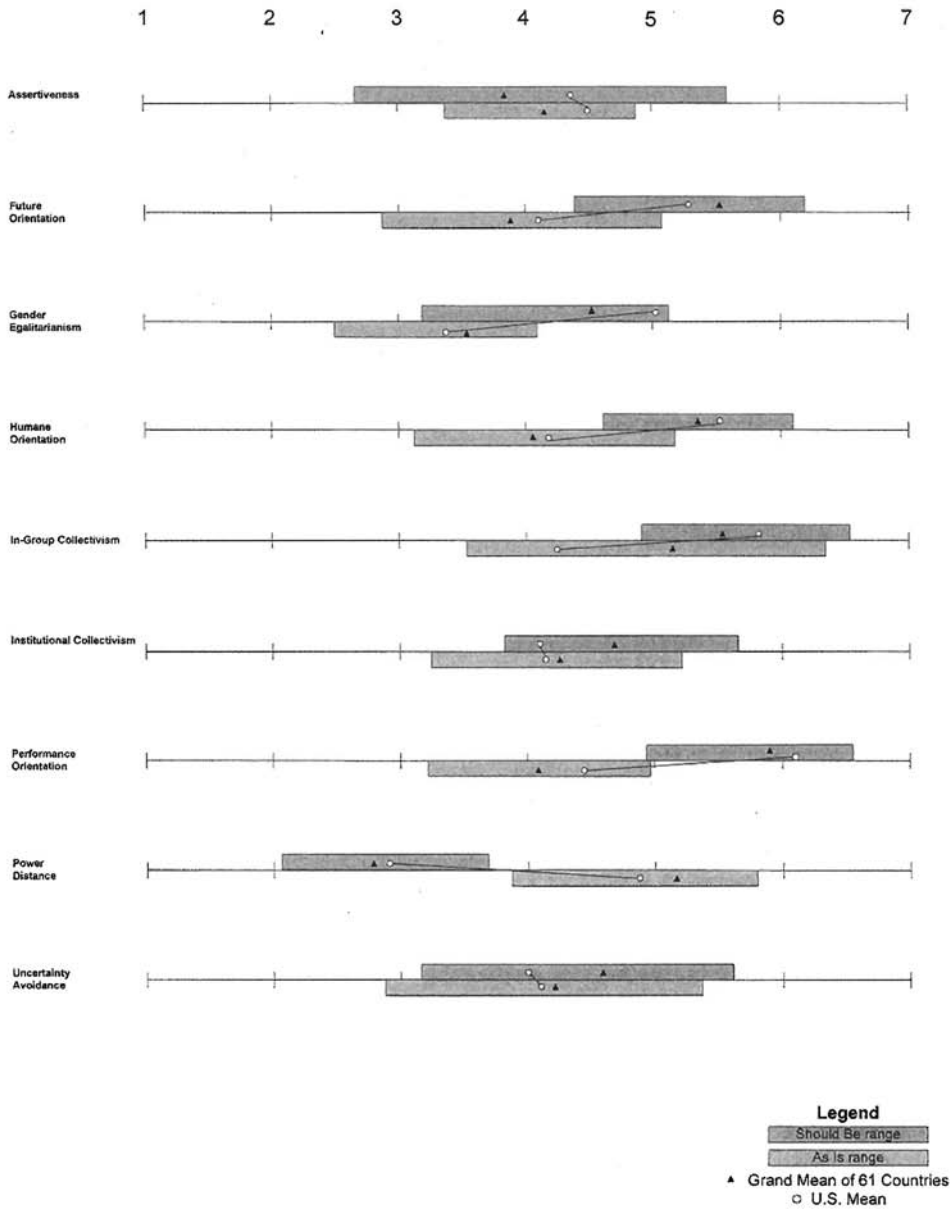 1 2 3 4 5 6 7
Assertiveness
Future
Orientation
Gender
Egalitarianism
Humane
Orientation
In-Group Collectivism
Institutional Collectivism
Performance
Orientation
Power
Distance
Uncertainty
Avoidance
Legend
Should Be range
As Is range
Grand Mean of 61 Countries
U.S. Mean